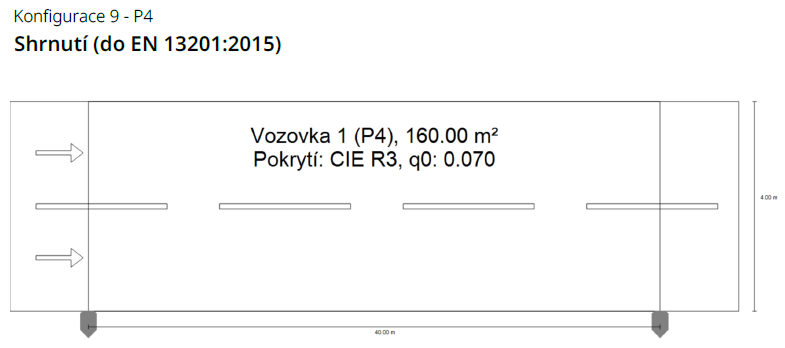 Konfigurace 9 - P4
Shrnutí (do EN 13201:2015)
Vozovka 1 (P4), 160.00 m²
Pokrytí: CIE R3, q0: 0.070
4.00 m
40.00 m